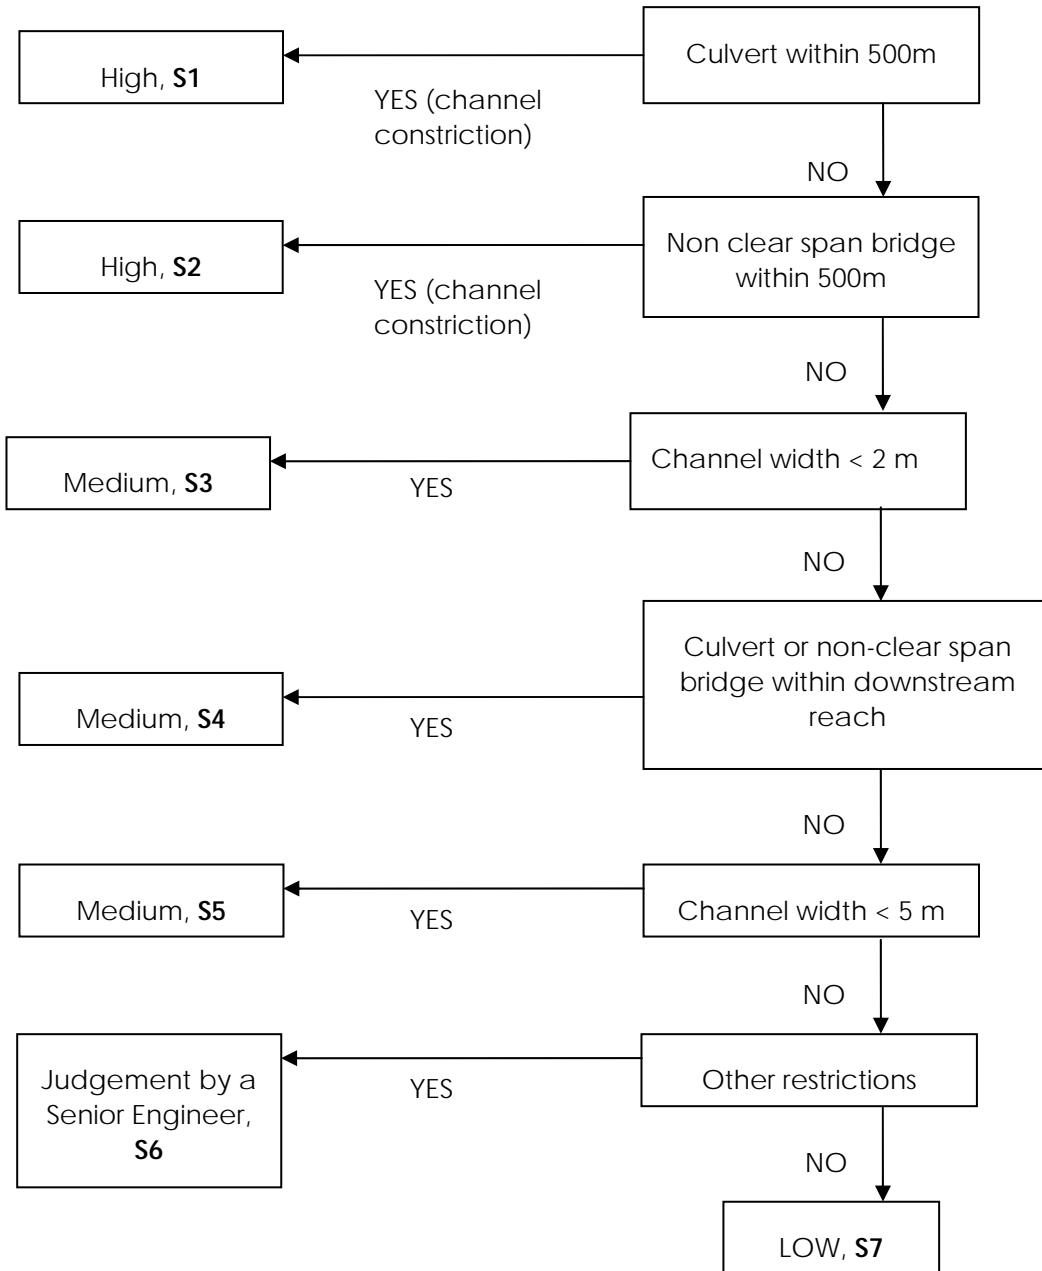 Culvert within 500m
High, S1
YES (channel
constriction)
NO
Non clear span bridge
within 500m
High, S2
YES (channel
constriction)
NO
Channel width < 2 m
Medium, S3
YES
NO
Culvert or non-clear span
bridge within downstream
reach
Medium, S4
YES
NO
Channel width < 5 m
Medium, S5
YES
NO
Other restrictions
Judgement by a
Senior Engineer,
S6
YES
NO
LOW, S7